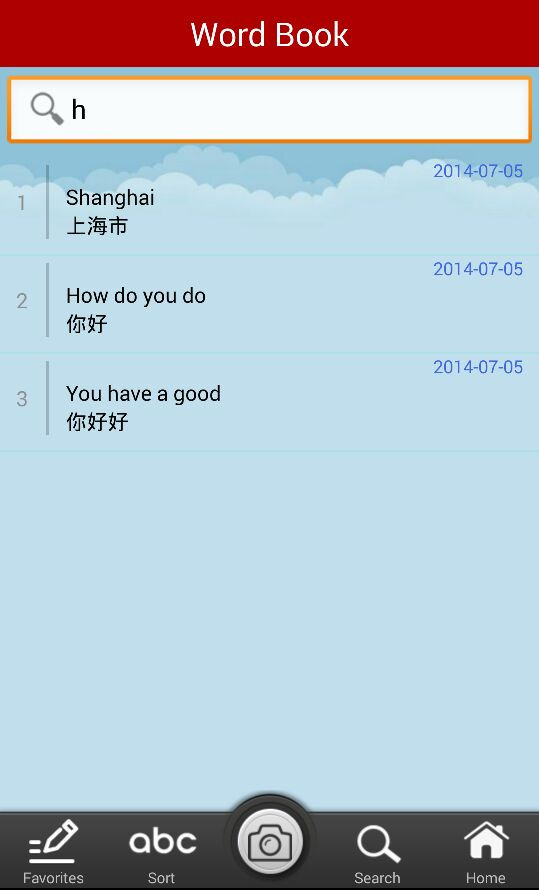 Word Book
h
2014-07-05
1
Shanghai
上海市
2014-07-05
2
How do you do
你好
2014-07-05
3
You have a good
你好好
abc
Favorites
Sort
Search
Home